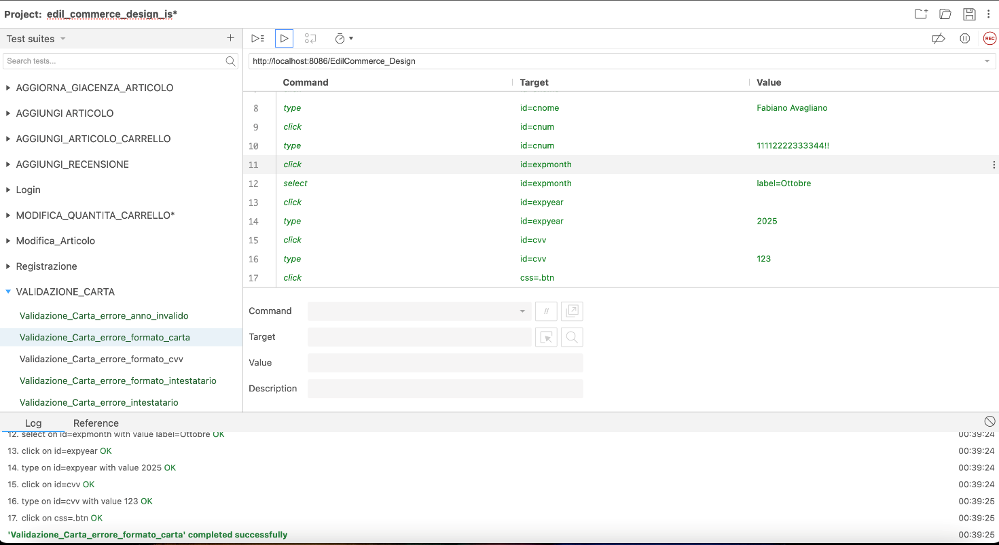 Project: edil_commerce_design_is*
Test suites
Search tests...
AGGIORNA_GIACENZA_ARTICOLO
AGGIUNGI ARTICOLO
AGGIUNGI_ARTICOLO_CARRELLO
AGGIUNGI_RECENSIONE
Login
MODIFICA_QUANTITA_CARRELLO*
Modifica_Articolo
Registrazione
VALIDAZIONE_CARTA
Validazione_Carta_errore_anno_invalido
Validazione_Carta_errore_formato_carta
Validazione_Carta_errore_formato_cvv
Validazione_Carta_errore_formato_intestatario
Validazione_Carta_errore_intestatario
REC
http://localhost:8086/EdilCommerce_Design
Command Target Value
8 type id=cnome Fabiano Avagliano
9 click id=cnum
10 type id=cnum 11112222333344!!
11 click id=expmonth
12 select id=expmonth label=Ottobre
13 click id=expyear
14 type id=expyear 2025
15 click id=cvv
16 type id=cvv 123
17 click css=.btn
Command //
Target
Value
Description
Log Reference
12. select on id=expmonth with value label=Ottobre OK 00:39:24
13. click on id=expyear OK 00:39:24
14. type on id=expyear with value 2025 OK 00:39:24
15. click on id=cvv OK 00:39:24
16. type on id=cvv with value 123 OK 00:39:25
17. click on css=.btn OK 00:39:25
'Validazione_Carta_errore_formato_carta' completed successfully 00:39:25